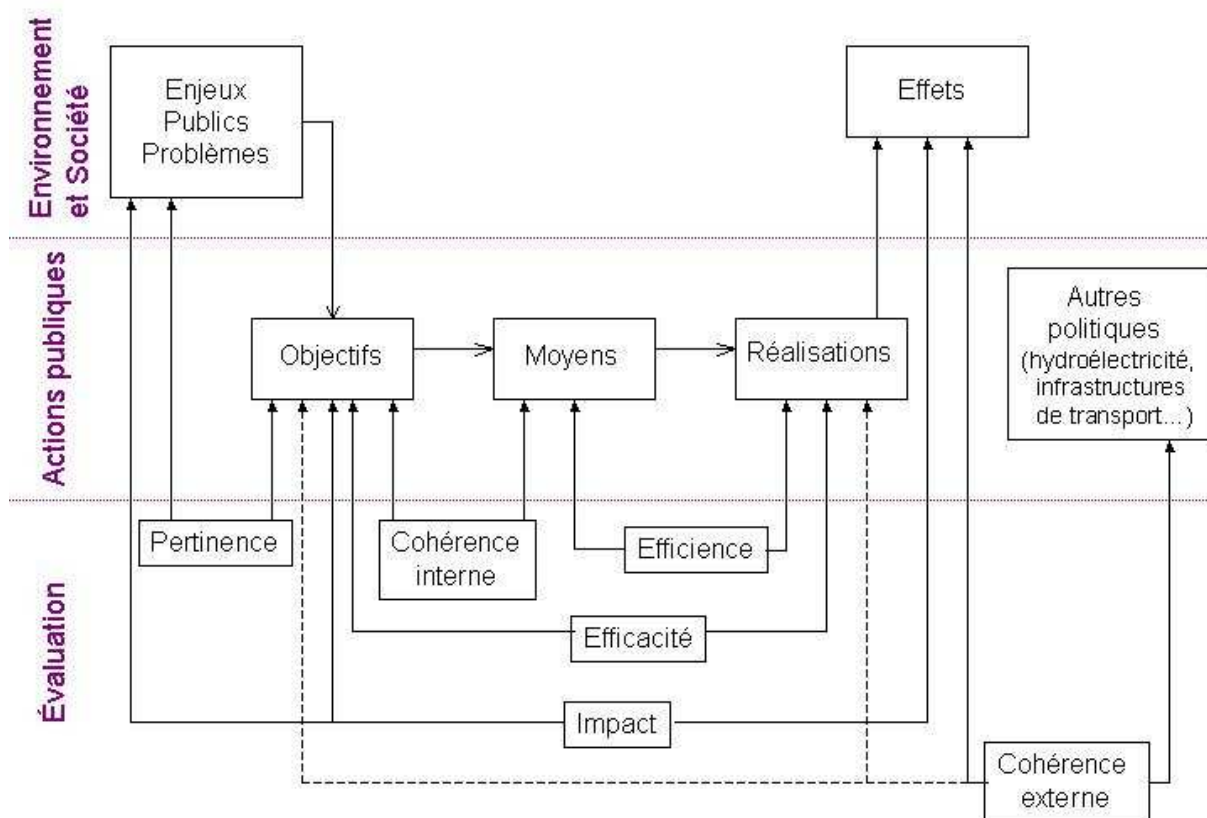 Environnement
et Société
Enjeux
Publics
Problèmes
Effets
Actions publiques
Objectifs
Moyens
Réalisations
Autres
politiques
(hydroélectricité,
infrastructures
de transport...)
Évaluation
Pertinence
Cohérence
interne
Efficience
Efficacité
Impact
Cohérence
externe